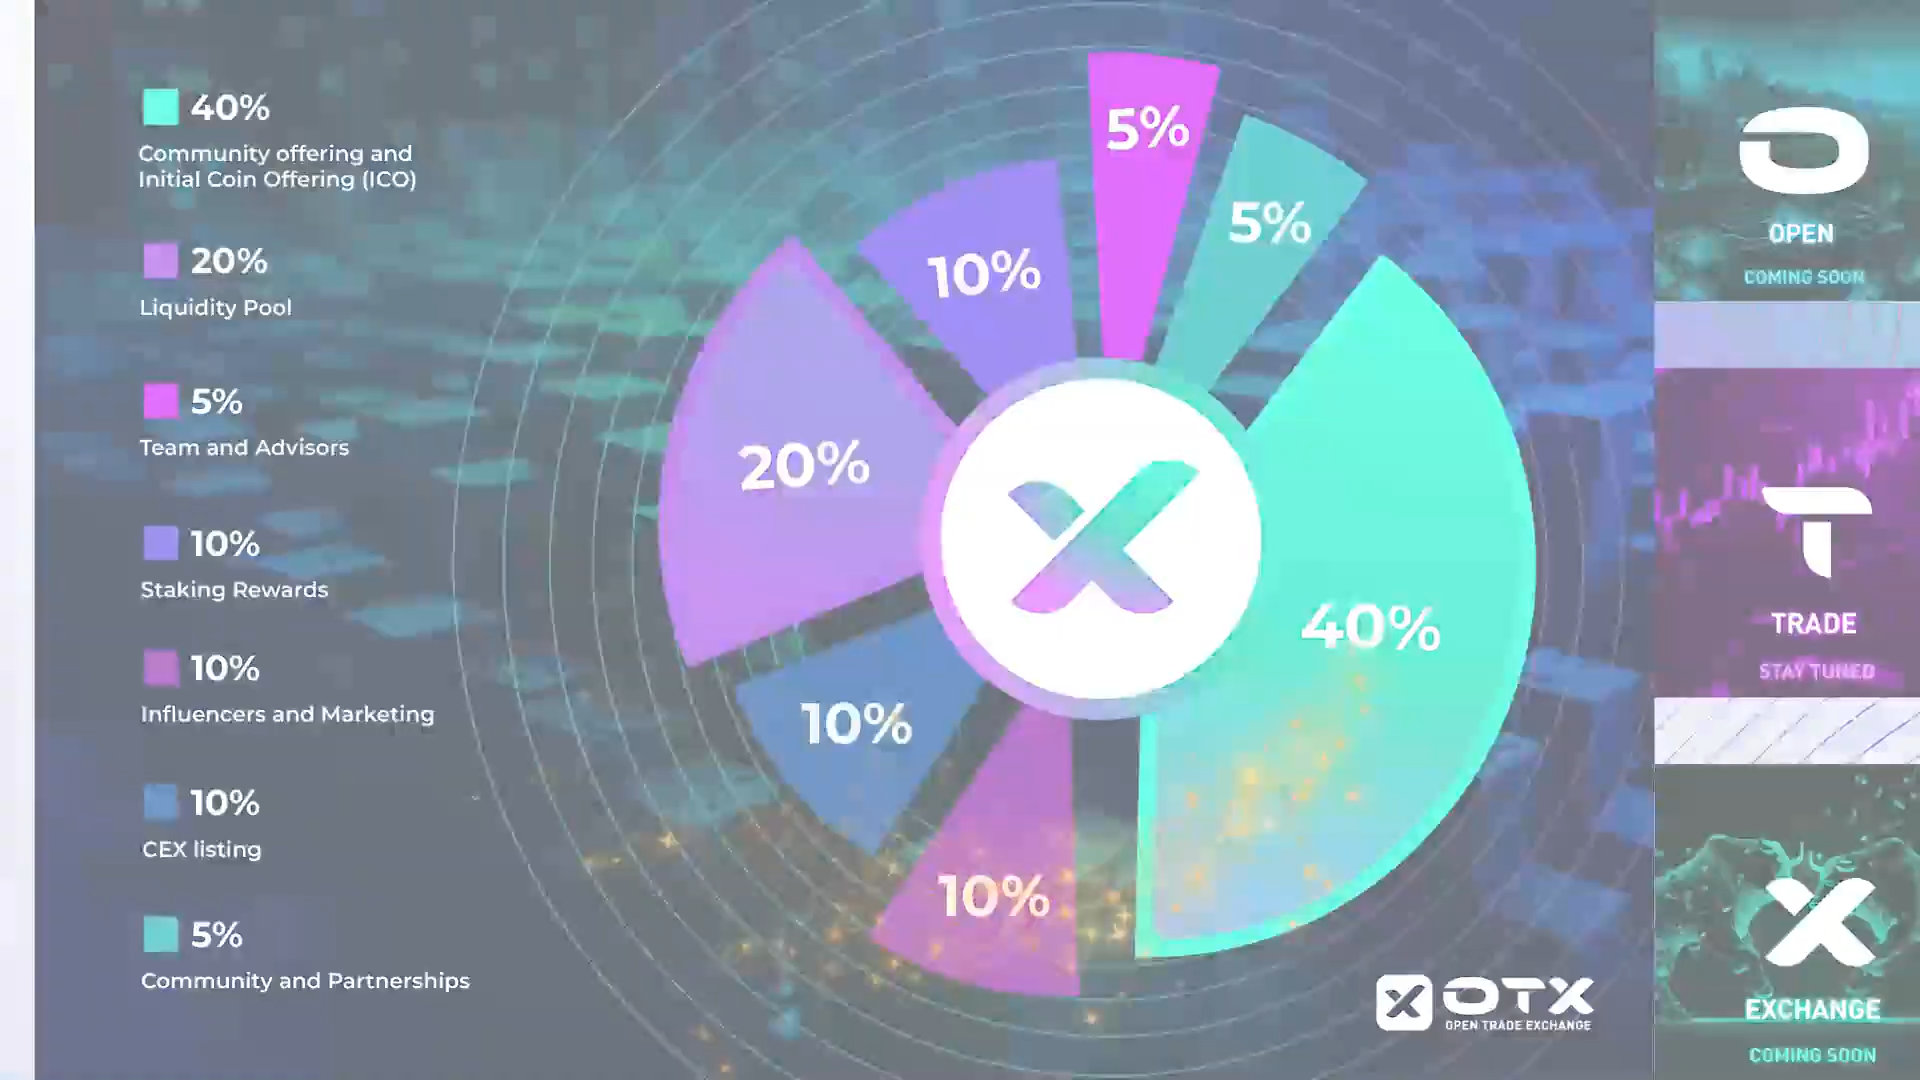 40%
Community offering and
Initial Coin Offering (ICO)
20%
Liquidity Pool
5%
Team and Advisors
10%
Staking Rewards
10%
Influencers and Marketing
10%
CEX listing
5%
Community and Partnerships
5%
5%
10%
20%
40%
10%
10%
OTX
OPEN TRADE EXCHANGE
OPEN
COMING SOON
TRADE
STAY TUNED
EXCHANGE
COMING SOON